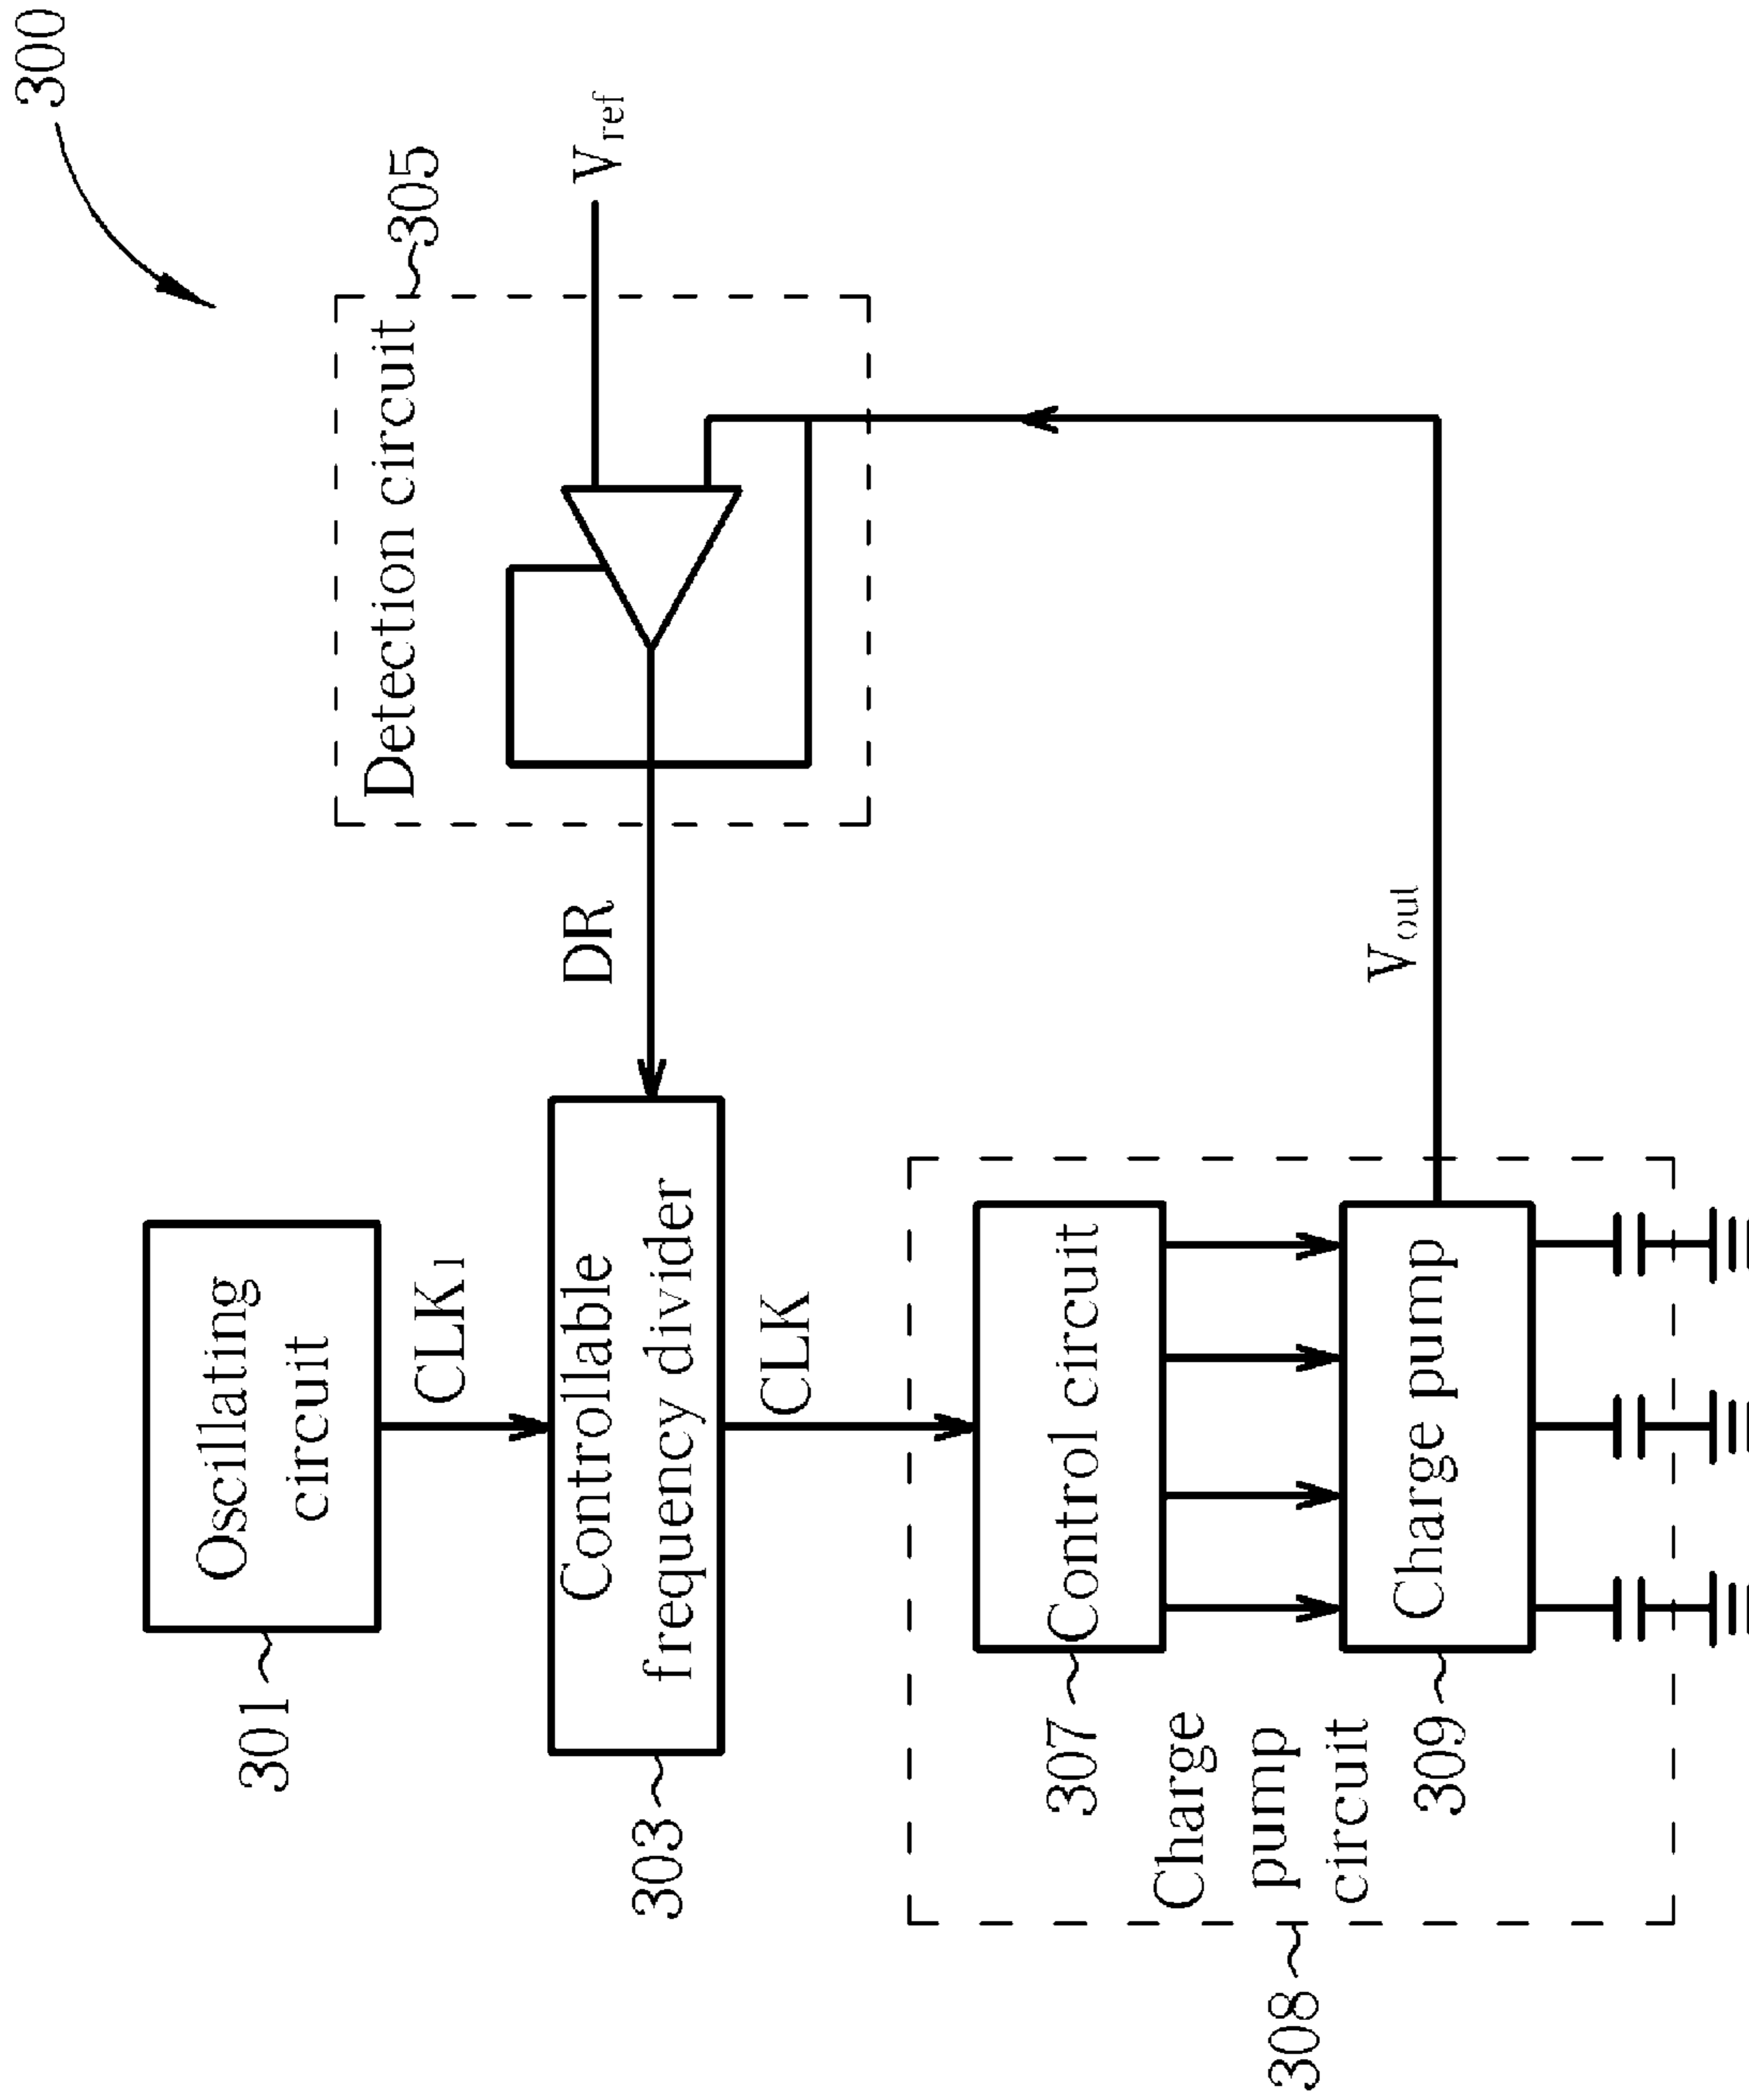 300
Oscillating
circuit
301
CLK1
Controllable
frequency divider
303
DR
Detection circuit
305
Vref
CLK
Control circuit
307
Charge
pump
circuit
308
Charge pump
309
Vout